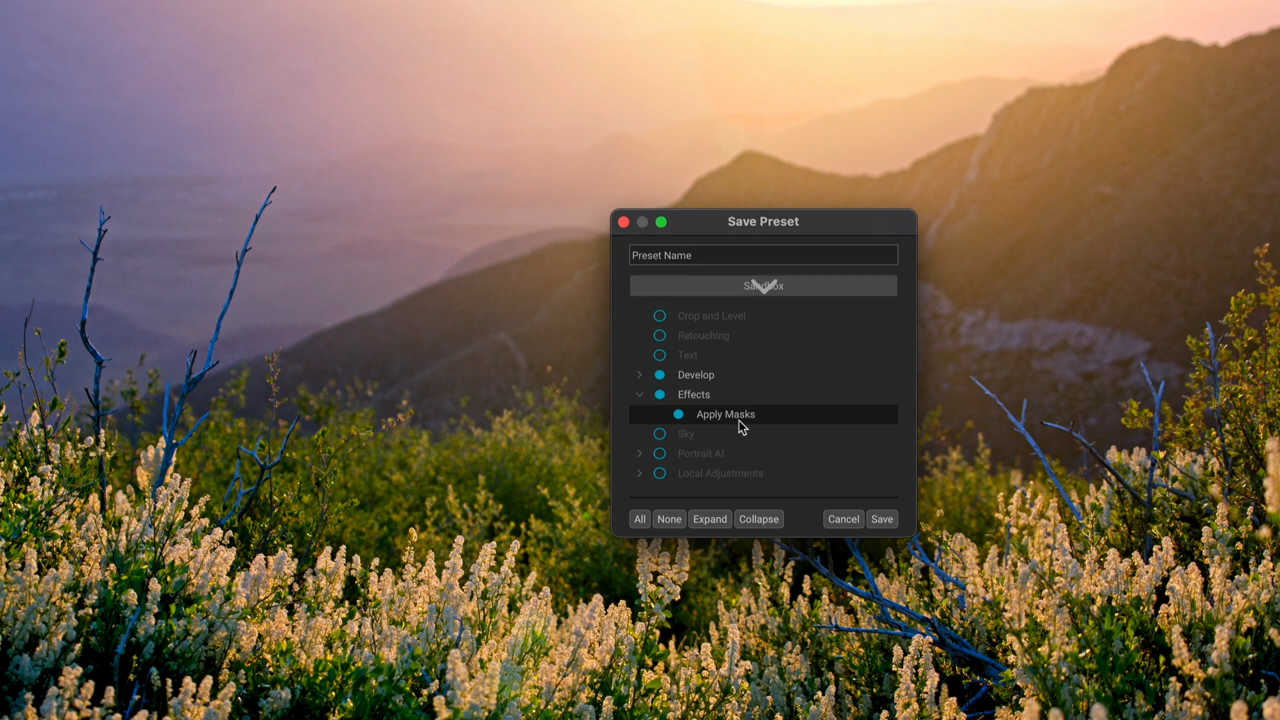 Save Preset
Preset Name
Sandbox
Crop and Level
Retouching
Text
Develop
Effects
Apply Masks
Sky
Portrait AI
Local Adjustments
All None Expand Collapse Cancel Save